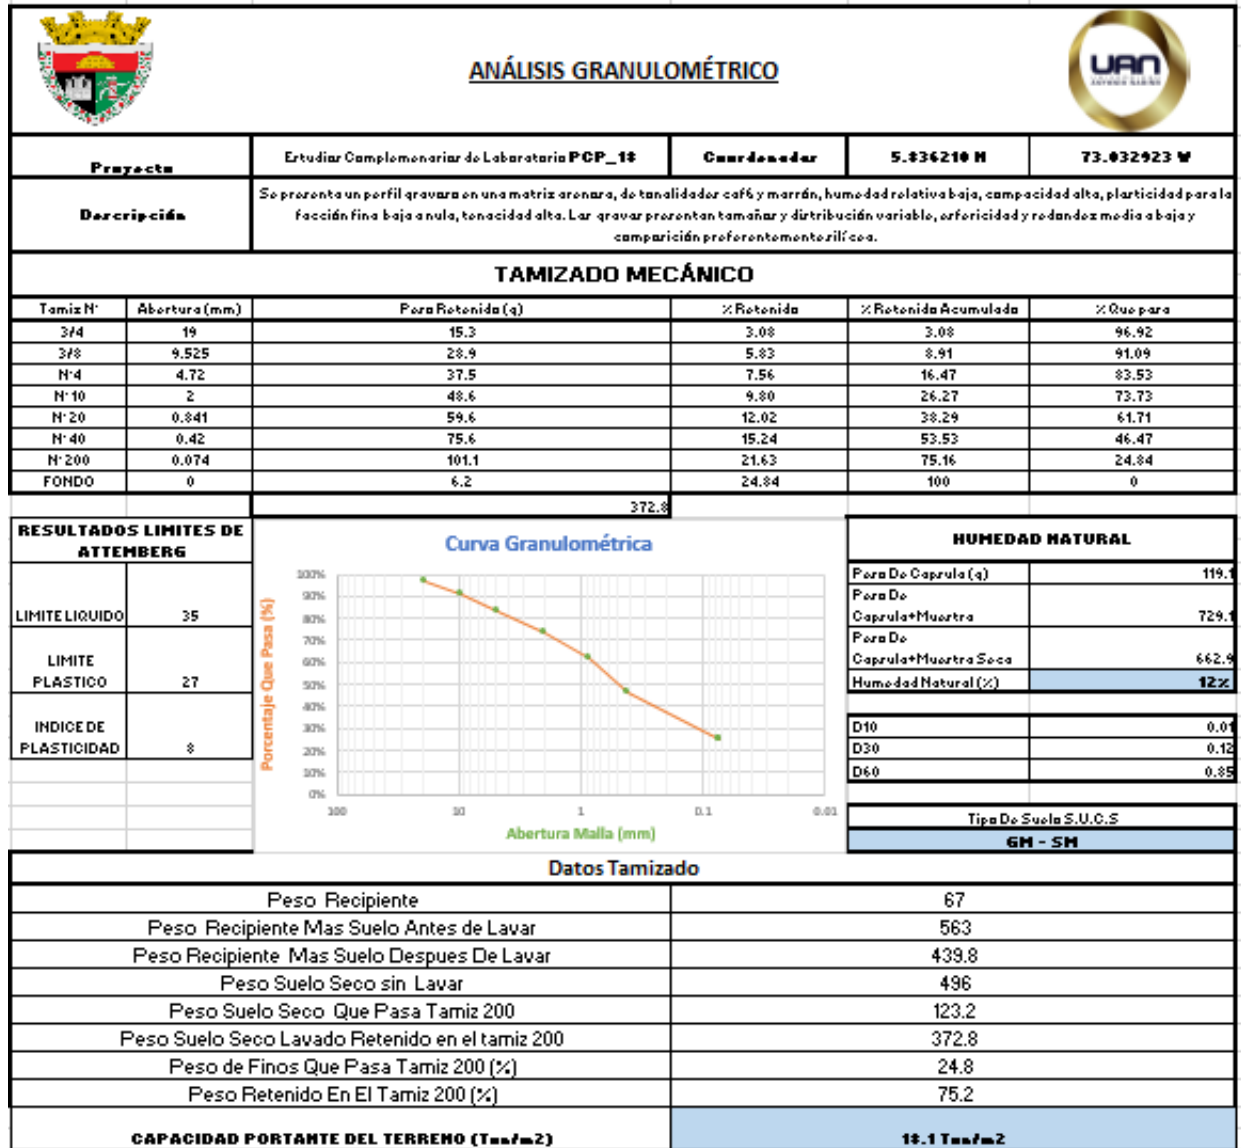 ANÁLISIS GRANULOMÉTRICO
UAN
Proyecto
Estudios Complemenarios de Laboratorio PCP_18
Coordenadas
5.836210 N
73.032923 W
Descripción
Se presenta un perfil gravaro en una matriz arenosa, de tonalidades café y marrón, humedad relativa baja, compacidad alta, plasticidad para la
facción fina baja a nula, tenacidad alta. Las gravas presentan tamaños y distribución variable, esfericidad y redondez media a baja y
composición preferentemente silícea.
TAMIZADO MECÁNICO
Tamiz N° Abertura (mm) Peso Retenido (g) % Retenido % Retenido Acumulado % Que pasa
3/4 19 15.3 3.08 3.08 96.92
3/8 9.525 28.9 5.83 8.91 91.09
N°4 4.72 37.5 7.56 16.47 83.53
N° 10 2 48.6 9.80 26.27 73.73
N° 20 0.841 59.6 12.02 38.29 61.71
N° 40 0.42 75.6 15.24 53.53 46.47
N° 200 0.074 101.1 21.63 75.16 24.84
FONDO 0 6.2 24.84 100 0
372.8
RESULTADOS LIMITES DE
ATTEMBERG
LIMITE LIQUIDO 35
LIMITE
PLASTICO 27
INDICE DE
PLASTICIDAD 8
Curva Granulométrica
Porcentaje Que Pasa (%)
100%
90%
80%
70%
60%
50%
40%
30%
20%
10%
0%
100 10 1 0.1 0.01
Abertura Malla (mm)
HUMEDAD NATURAL
Peso De Capsula (g) 119.1
Peso De
Capsula+Muestra 729.1
Peso De
Capsula+Muestra Seca 662.9
Humedad Natural (%) 12%
D10 0.01
D30 0.12
D60 0.85
Tipo De Suelo S.U.C.S
GM - SM
Datos Tamizado
Peso Recipiente 67
Peso Recipiente Mas Suelo Antes de Lavar 563
Peso Recipiente Mas Suelo Despues De Lavar 439.8
Peso Suelo Seco sin Lavar 496
Peso Suelo Seco Que Pasa Tamiz 200 123.2
Peso Suelo Seco Lavado Retenido en el tamiz 200 372.8
Peso de Finos Que Pasa Tamiz 200 (%) 24.8
Peso Retenido En El Tamiz 200 (%) 75.2
CAPACIDAD PORTANTE DEL TERRENO (Ton/m2) 18.1 Ton/m2